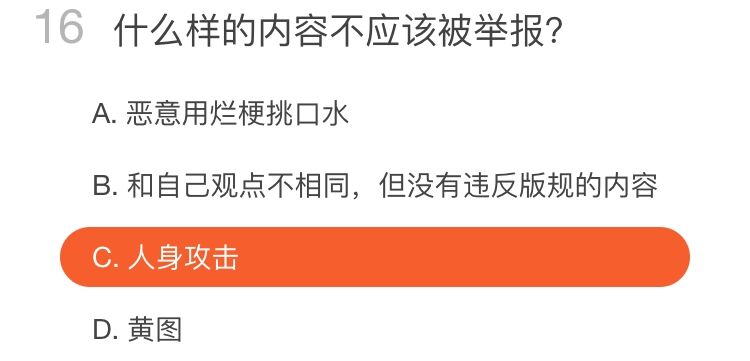 16 什么样的内容不应该被举报？
A. 恶意用烂梗挑口水
B. 和自己观点不相同，但没有违反版规的内容
C. 人身攻击
D. 黄图